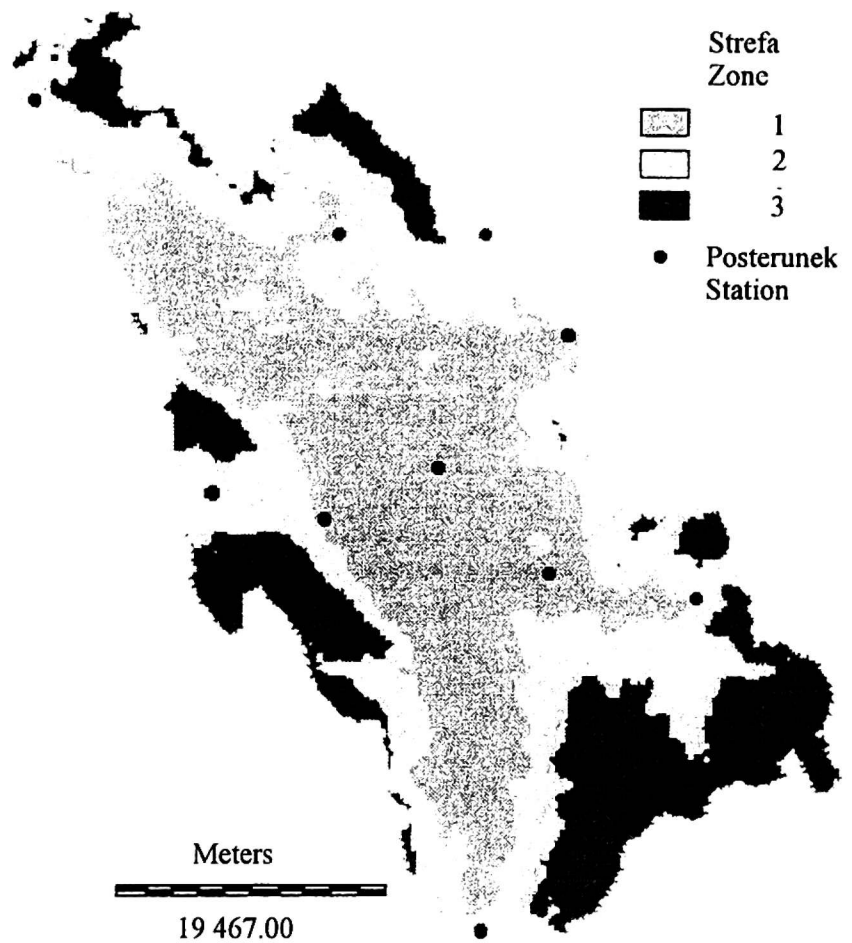 Strefa
Zone
1
2
3
Posterunek
Station
Meters
19 467.00